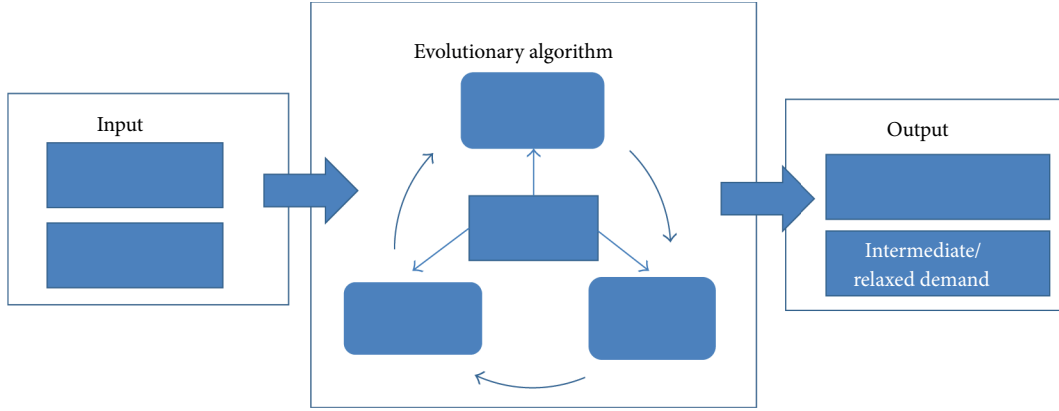 Input
Evolutionary algorithm
Output
Intermediate/
relaxed demand